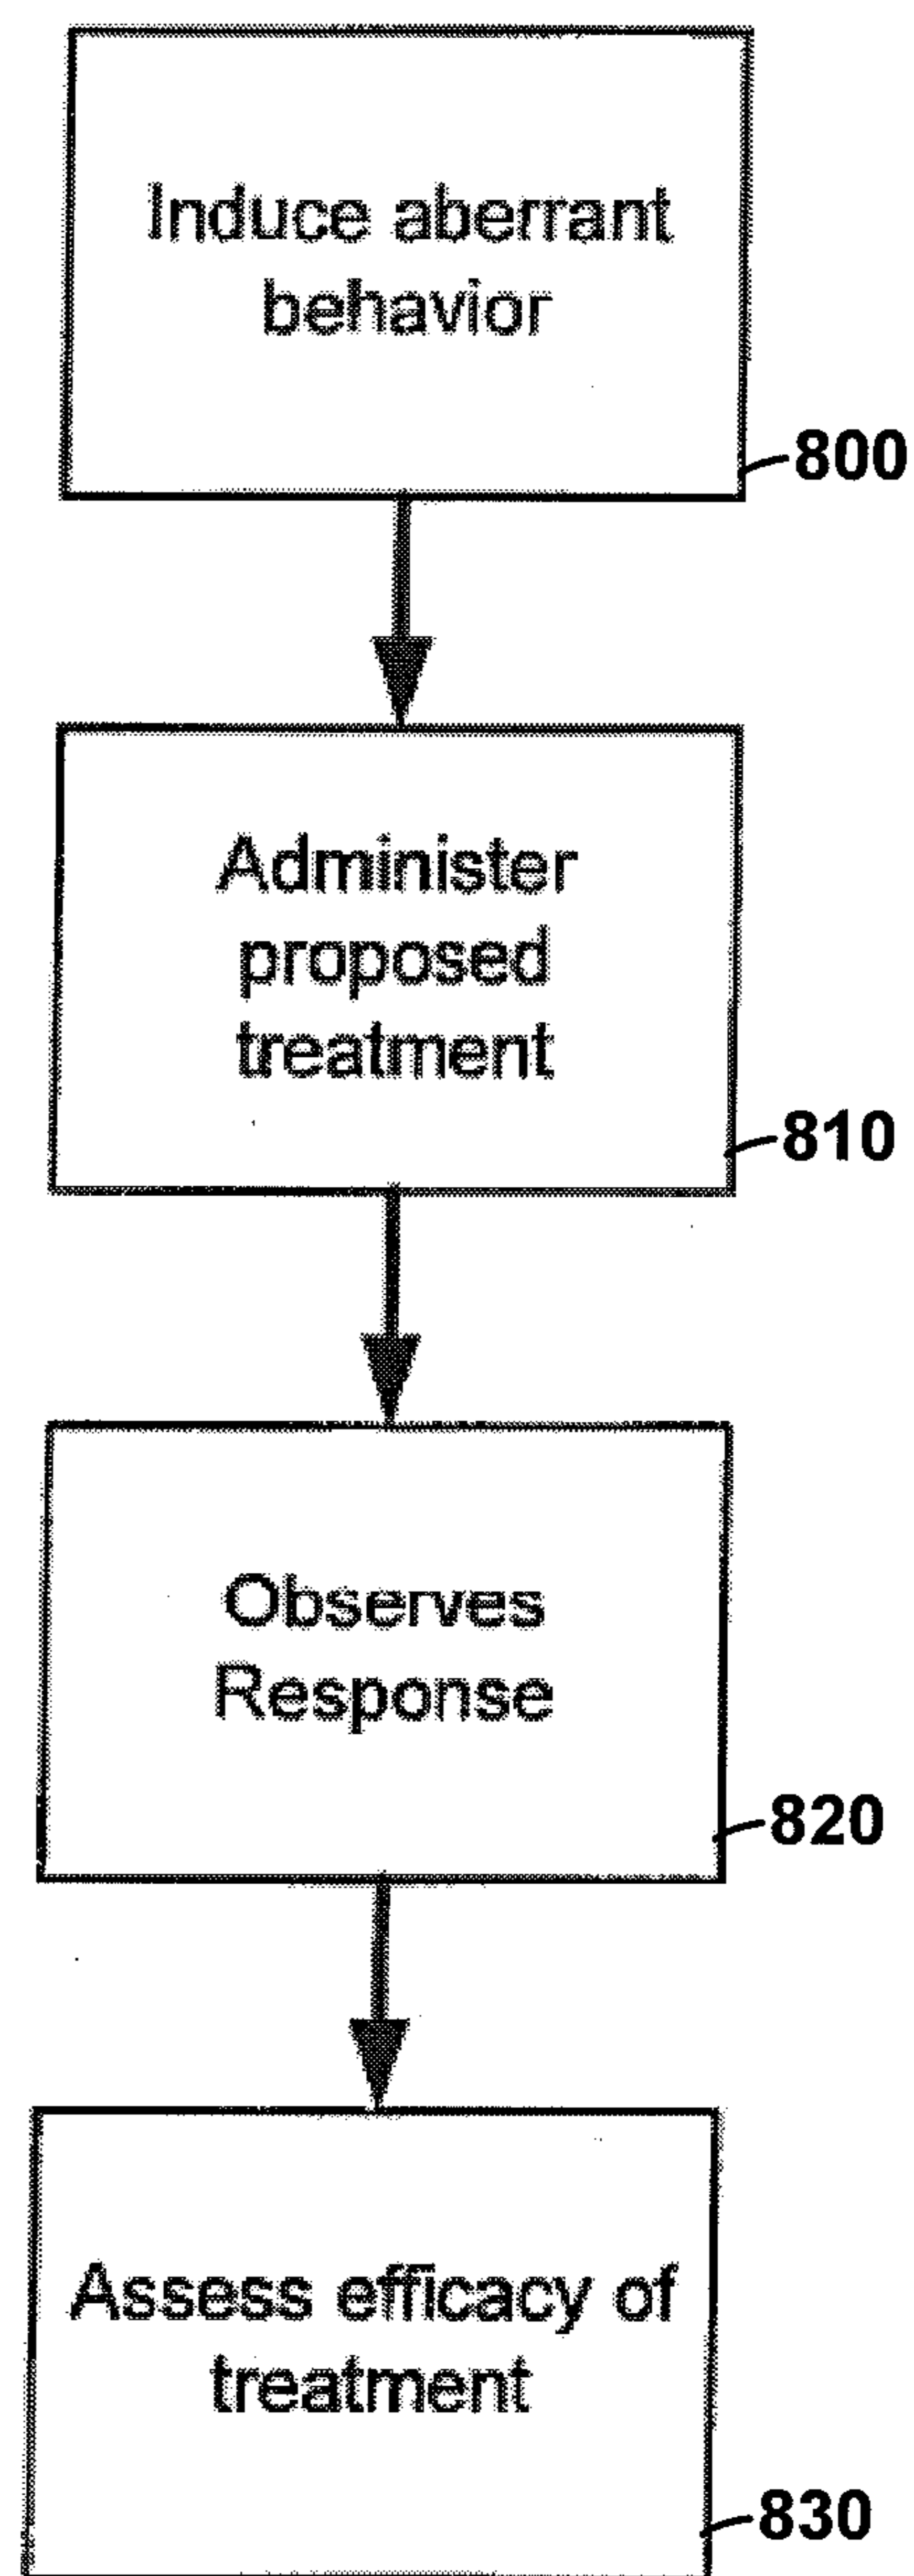 Induce aberrant
behavior
800
Administer
proposed
treatment
810
Observes
Response
820
Assess efficacy of
treatment
830